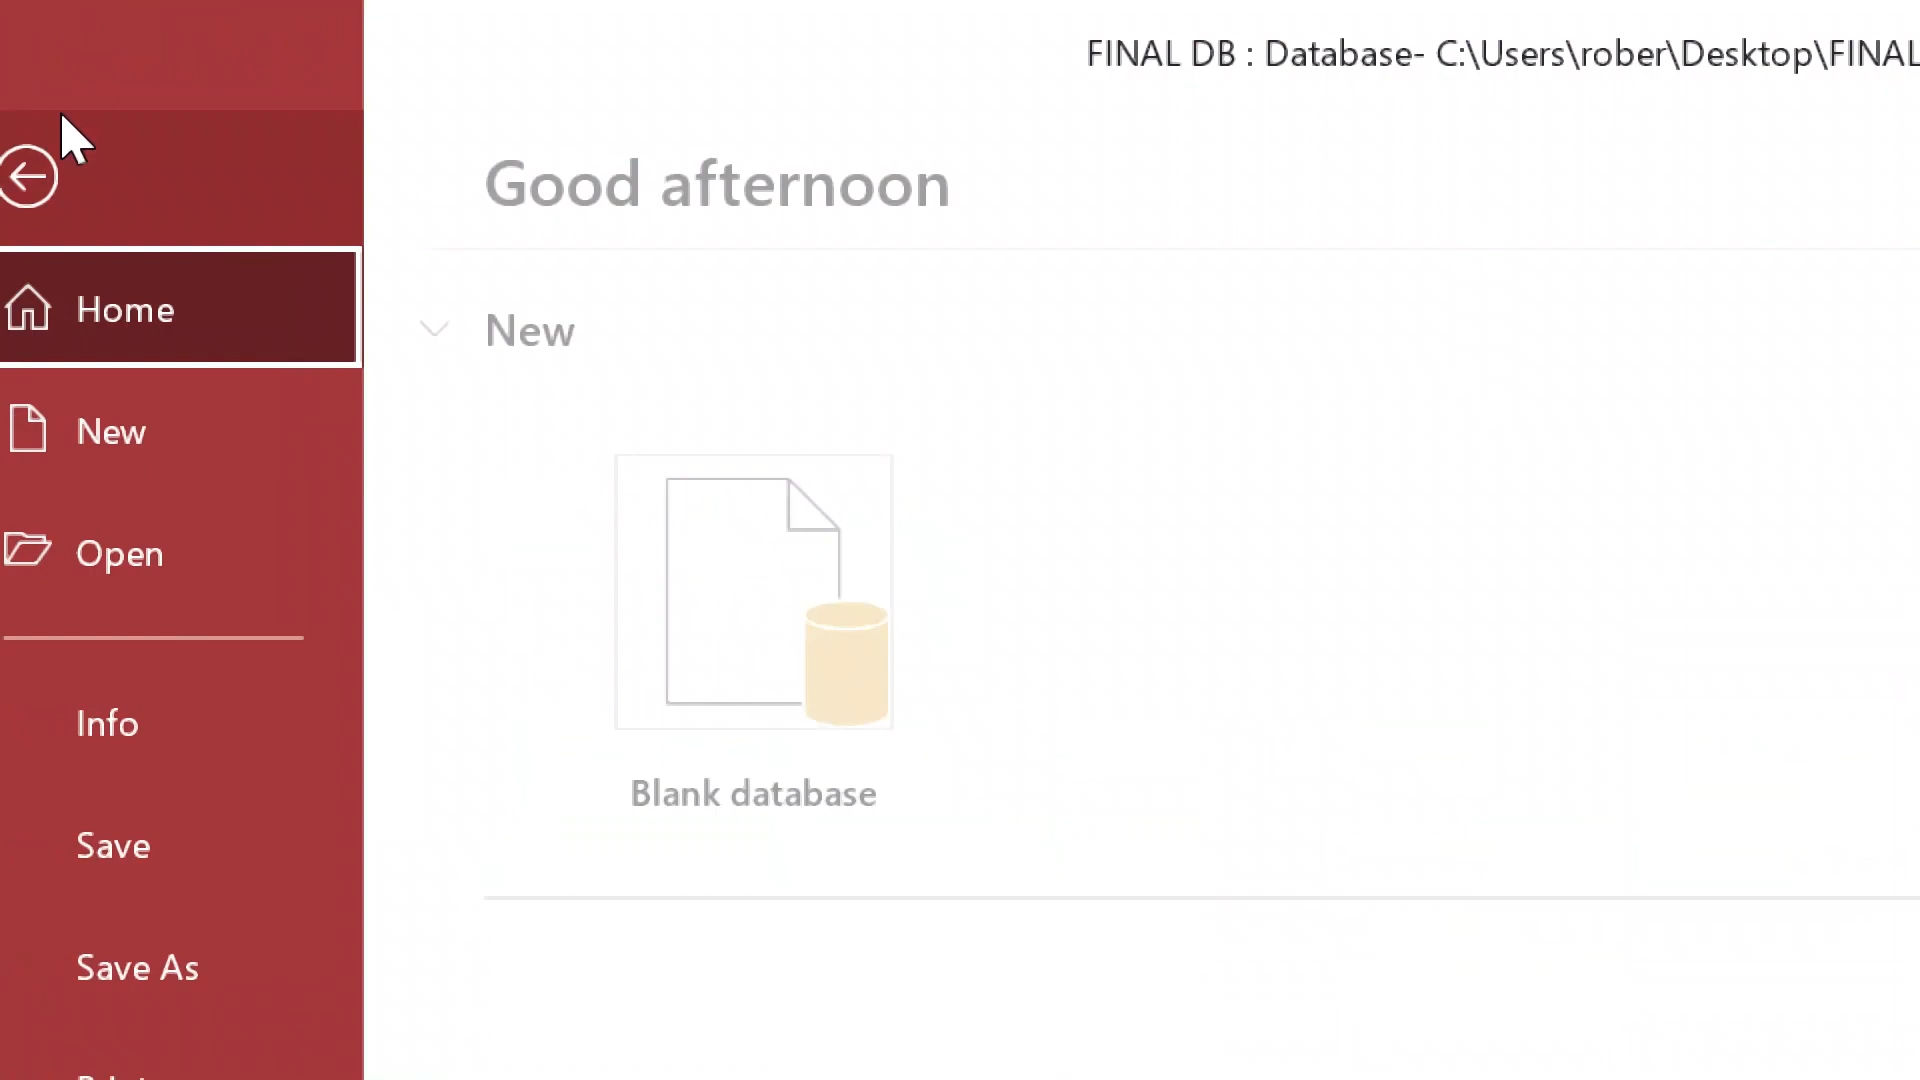 FINAL DB : Database- C:\Users\rober\Desktop\FINAL
Good afternoon
Home
New
New
Open
Blank database
Info
Save
Save As